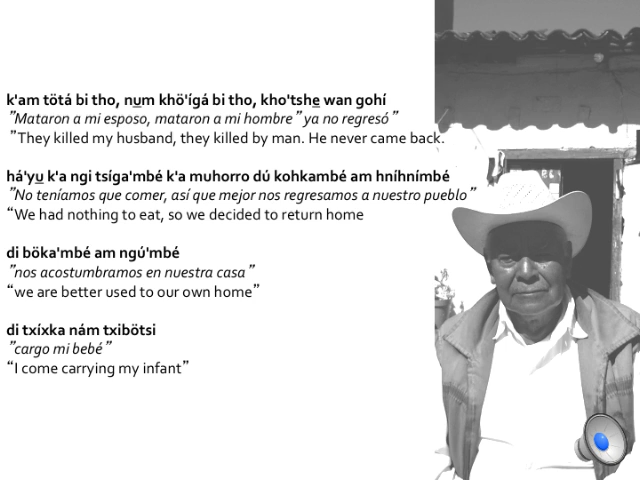 k'am tötá bi tho, num khö'ígá bi tho, kho'tshe wan gohí
"Mataron a mi esposo, mataron a mi hombre" ya no regresó"
"They killed my husband, they killed by man. He never came back.
há'yu k'a ngi tsíga'mbé k'a muhorro dú kohkambé am hníhnímbé
"No teníamos que comer, así que mejor nos regresamos a nuestro pueblo"
"We had nothing to eat, so we decided to return home
di böka'mbé am ngú'mbé
"nos acostumbramos en nuestra casa"
"we are better used to our own home"
di txíxka nám txibötsi
"cargo mi bebé"
"I come carrying my infant"